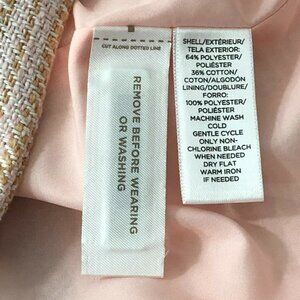 CUT ALONG DOTTED LINE
REMOVE BEFORE WEARING
OR WASHING
SHELL/EXTÉRIEUR/
TELA EXTERIOR:
64% POLYESTER/
POLIÉSTER
36% COTTON/
COTON/ALGODÓN
LINING/DOUBLURE/
FORRO:
100% POLYESTER/
POLIÉSTER
MACHINE WASH
COLD
GENTLE CYCLE
ONLY NON-
CHLORINE BLEACH
WHEN NEEDED
DRY FLAT
WARM IRON
IF NEEDED